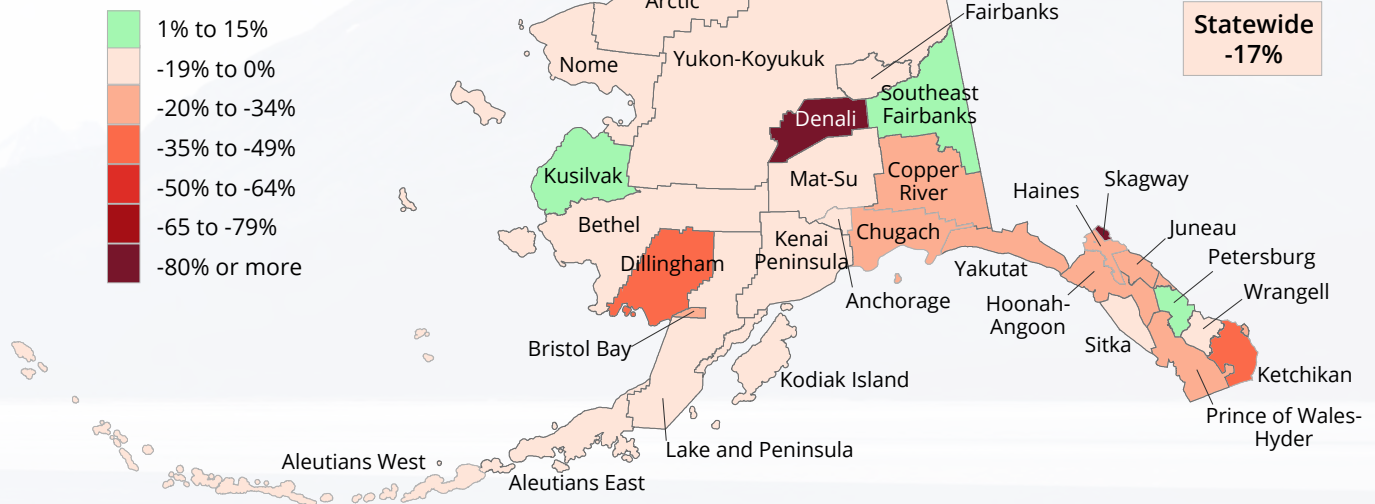 Arctic
Fairbanks
1% to 15%
-19% to 0%
-20% to -34%
-35% to -49%
-50% to -64%
-65 to -79%
-80% or more
Statewide
-17%
Nome
Yukon-Koyukuk
Southeast
Fairbanks
Denali
Kusilvak
Mat-Su
Copper
River
Haines
Skagway
Bethel
Kenai
Peninsula
Chugach
Juneau
Petersburg
Dillingham
Yakutat
Wrangell
Anchorage
Hoonah-
Angoon
Sitka
Bristol Bay
Kodiak Island
Ketchikan
Prince of Wales-
Hyder
Lake and Peninsula
Aleutians West
Aleutians East